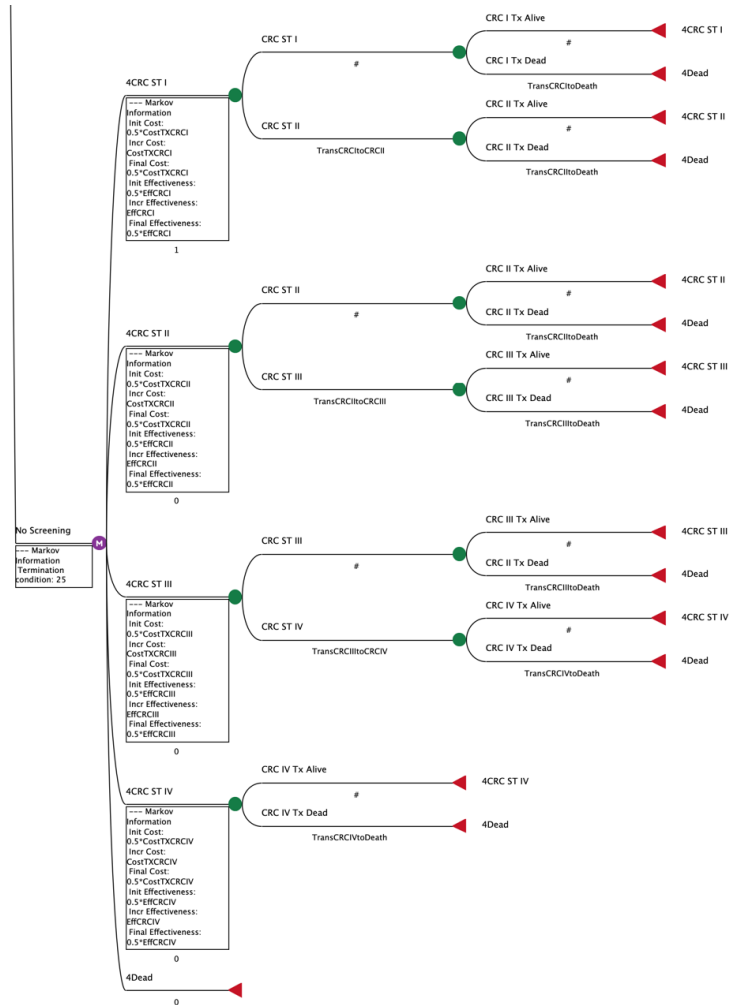 CRC I Tx Alive
4CRC ST I
#
CRC ST I
#
CRC I Tx Dead
4Dead
TransCRCItoDeath
4CRC ST I
--- Markov
Information
Init Cost:
0.5*CostTXCRCI
Incr Cost:
CostTXCRCI
Final Cost:
0.5*CostTXCRCI
Init Effectiveness:
0.5*EffCRCI
Incr Effectiveness:
EffCRCI
Final Effectiveness:
0.5*EffCRCI
1
CRC II Tx Alive
4CRC ST II
#
CRC ST II
TransCRCItoCRCII
CRC II Tx Dead
4Dead
TransCRCIItoDeath
CRC II Tx Alive
4CRC ST II
#
CRC ST II
#
CRC II Tx Dead
4Dead
TransCRCIItoDeath
4CRC ST II
--- Markov
Information
Init Cost:
0.5*CostTXCRCII
Incr Cost:
CostTXCRCII
Final Cost:
0.5*CostTXCRCII
Init Effectiveness:
0.5*EffCRCII
Incr Effectiveness:
EffCRCII
Final Effectiveness:
0.5*EffCRCII
0
CRC III Tx Alive
4CRC ST III
#
CRC ST III
TransCRCIItoCRCIII
CRC III Tx Dead
4Dead
TransCRCIIItoDeath
No Screening
M
--- Markov
Information
Termination
condition: 25
CRC III Tx Alive
4CRC ST III
#
CRC ST III
#
CRC II Tx Dead
4Dead
TransCRCIIItoDeath
4CRC ST III
--- Markov
Information
Init Cost:
0.5*CostTXCRCIII
Incr Cost:
CostTXCRCIII
Final Cost:
0.5*CostTXCRCIII
Init Effectiveness:
0.5*EffCRCIII
Incr Effectiveness:
EffCRCIII
Final Effectiveness:
0.5*EffCRCIII
0
CRC IV Tx Alive
4CRC ST IV
#
CRC ST IV
TransCRCIIItoCRCIV
CRC IV Tx Dead
4Dead
TransCRCIVtoDeath
CRC IV Tx Alive
4CRC ST IV
#
4CRC ST IV
--- Markov
Information
Init Cost:
0.5*CostTXCRCIV
Incr Cost:
CostTXCRCIV
Final Cost:
0.5*CostTXCRCIV
Init Effectiveness:
0.5*EffCRCIV
Incr Effectiveness:
EffCRCIV
Final Effectiveness:
0.5*EffCRCIV
0
CRC IV Tx Dead
4Dead
TransCRCIVtoDeath
4Dead
0